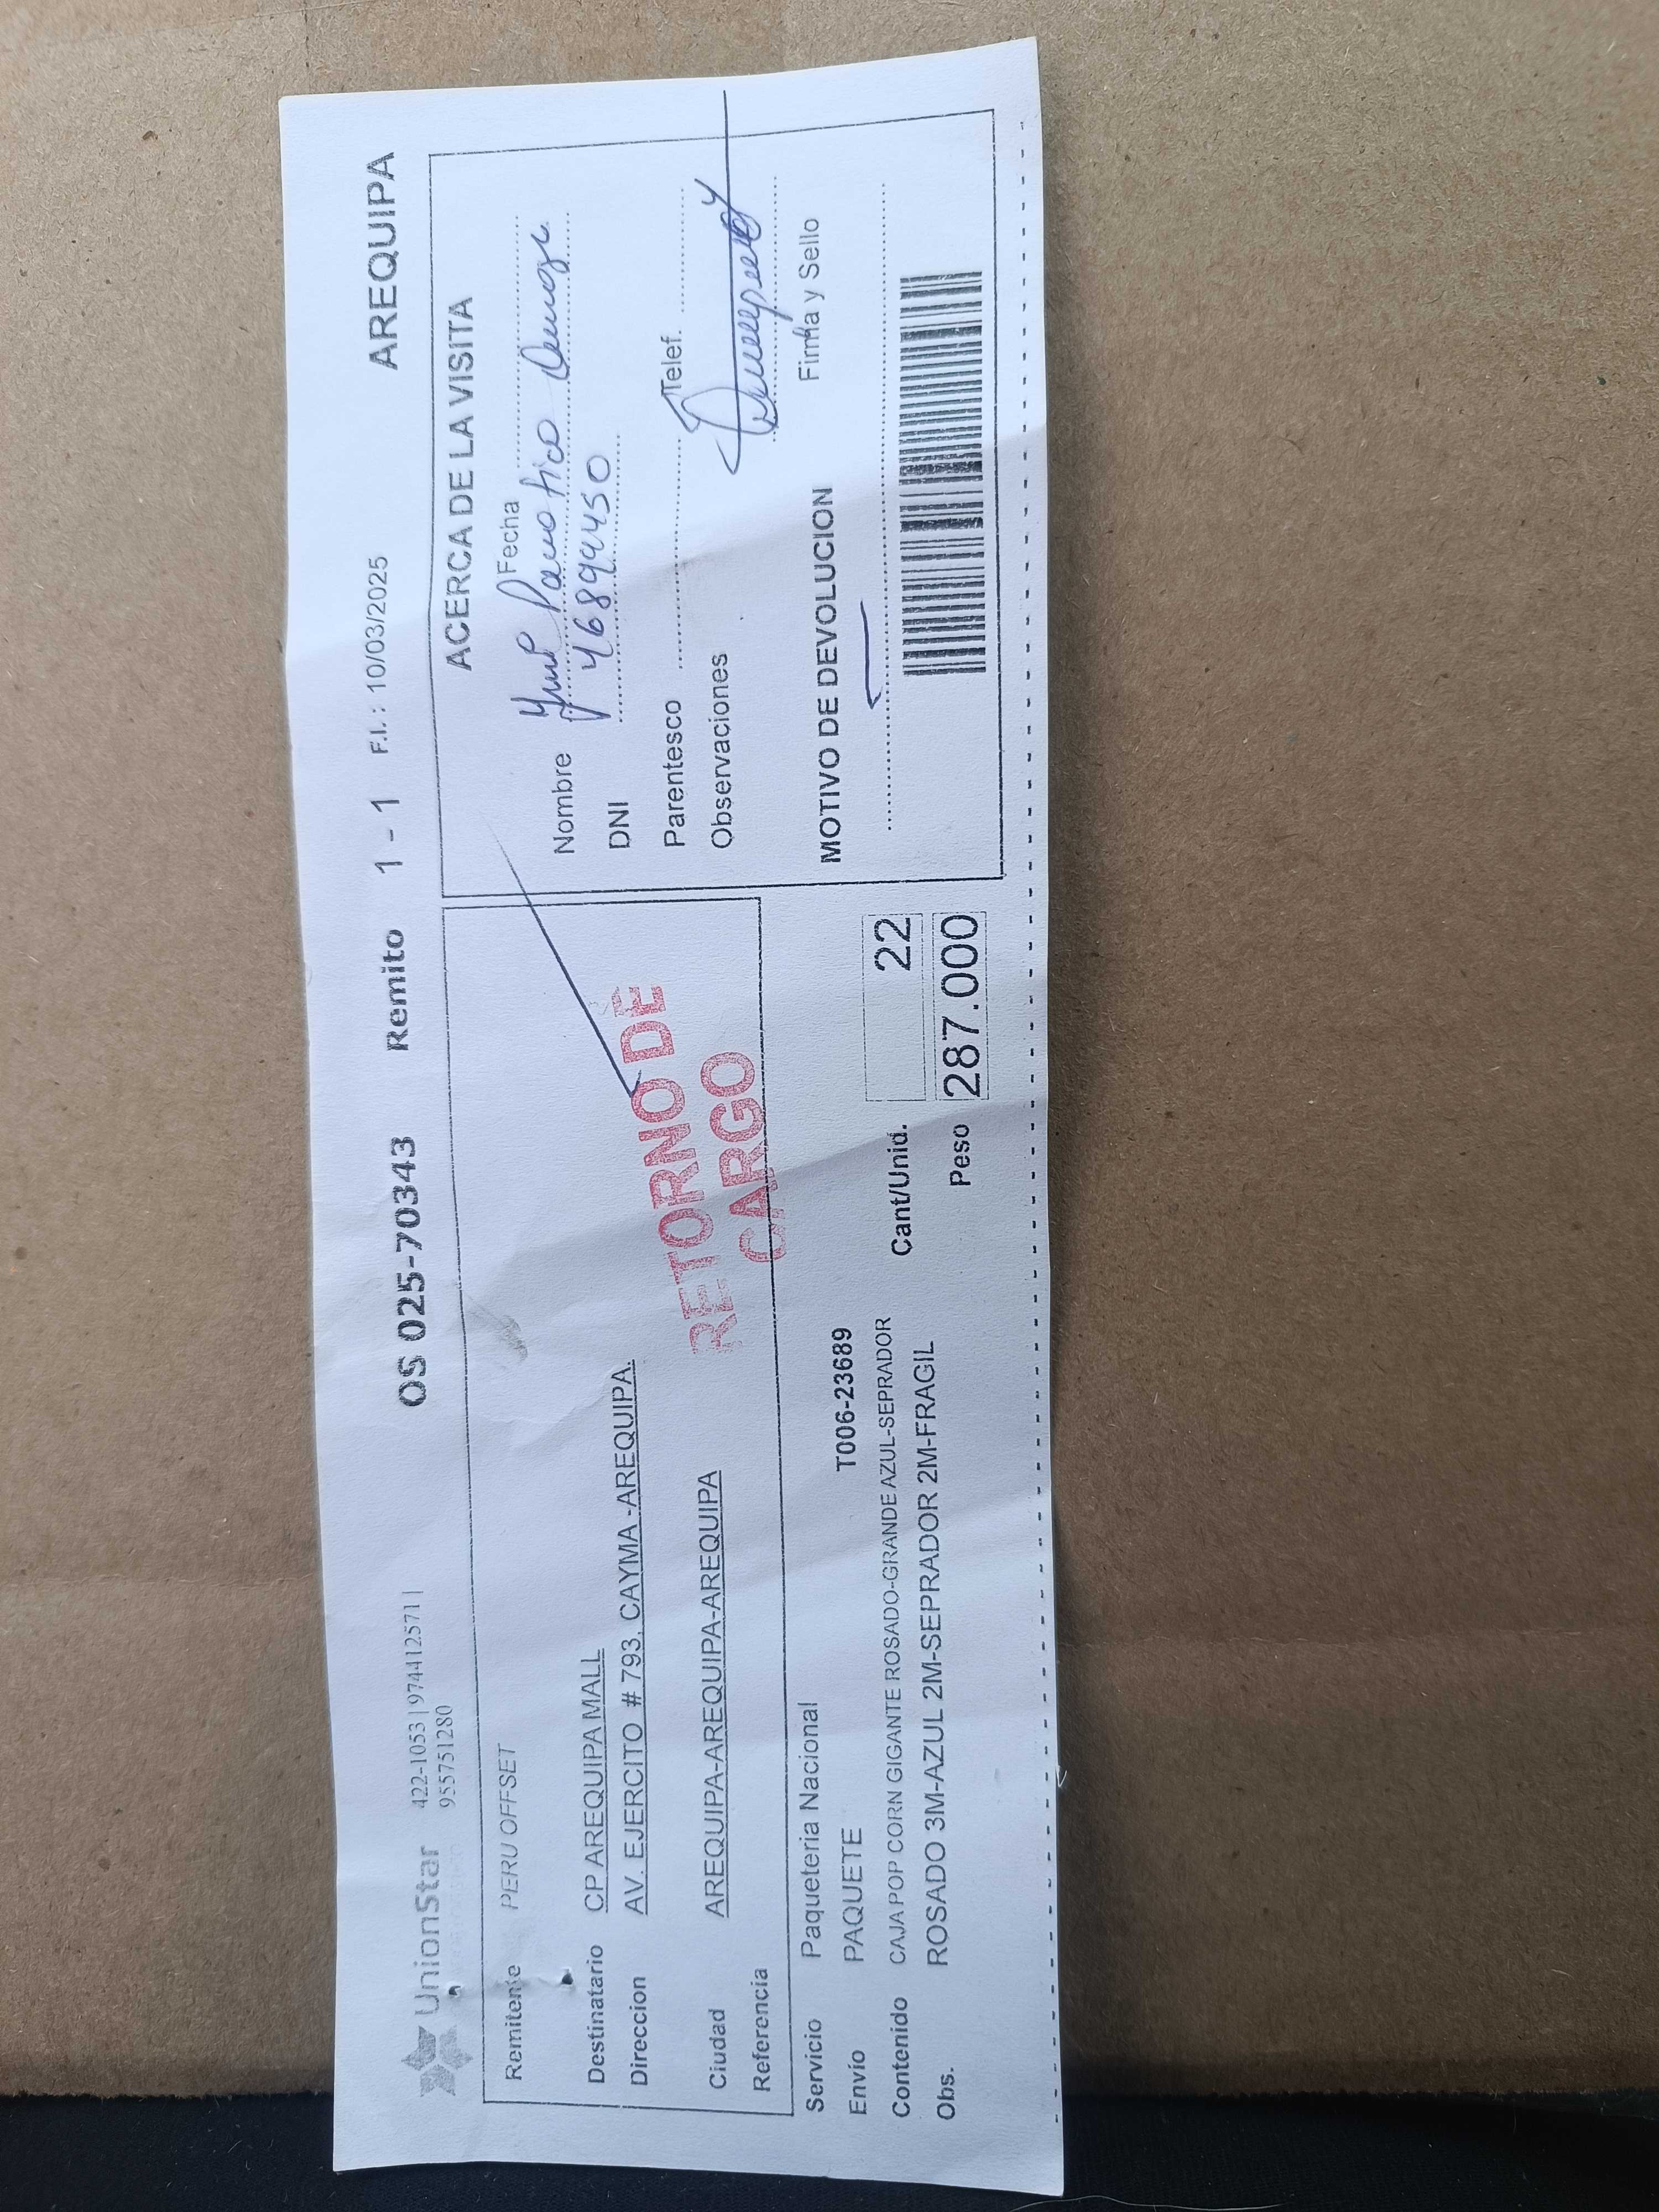 UnionStar
422-1053 | 974412571 |
955751280
OS 025-70343 Remito 1 - 1 F.I. : 10/03/2025 AREQUIPA
Remitente PERU OFFSET
Destinatario CP AREQUIPA MALL
Direccion AV. EJERCITO # 793. CAYMA -AREQUIPA.
Ciudad AREQUIPA-AREQUIPA-AREQUIPA
Referencia
RETORNO DE
CARGO
Servicio Paqueteria Nacional
Envío PAQUETE T006-23689
Contenido CAJA POP CORN GIGANTE ROSADO-GRANDE AZUL-SEPRADOR
Obs. ROSADO 3M-AZUL 2M-SEPRADOR 2M-FRAGIL
Cant/Unid. 22
Peso 287.000
ACERCA DE LA VISITA
Fecha
Nombre
DNI 46899450
Parentesco Telef.
Observaciones
Firma y Sello
MOTIVO DE DEVOLUCION